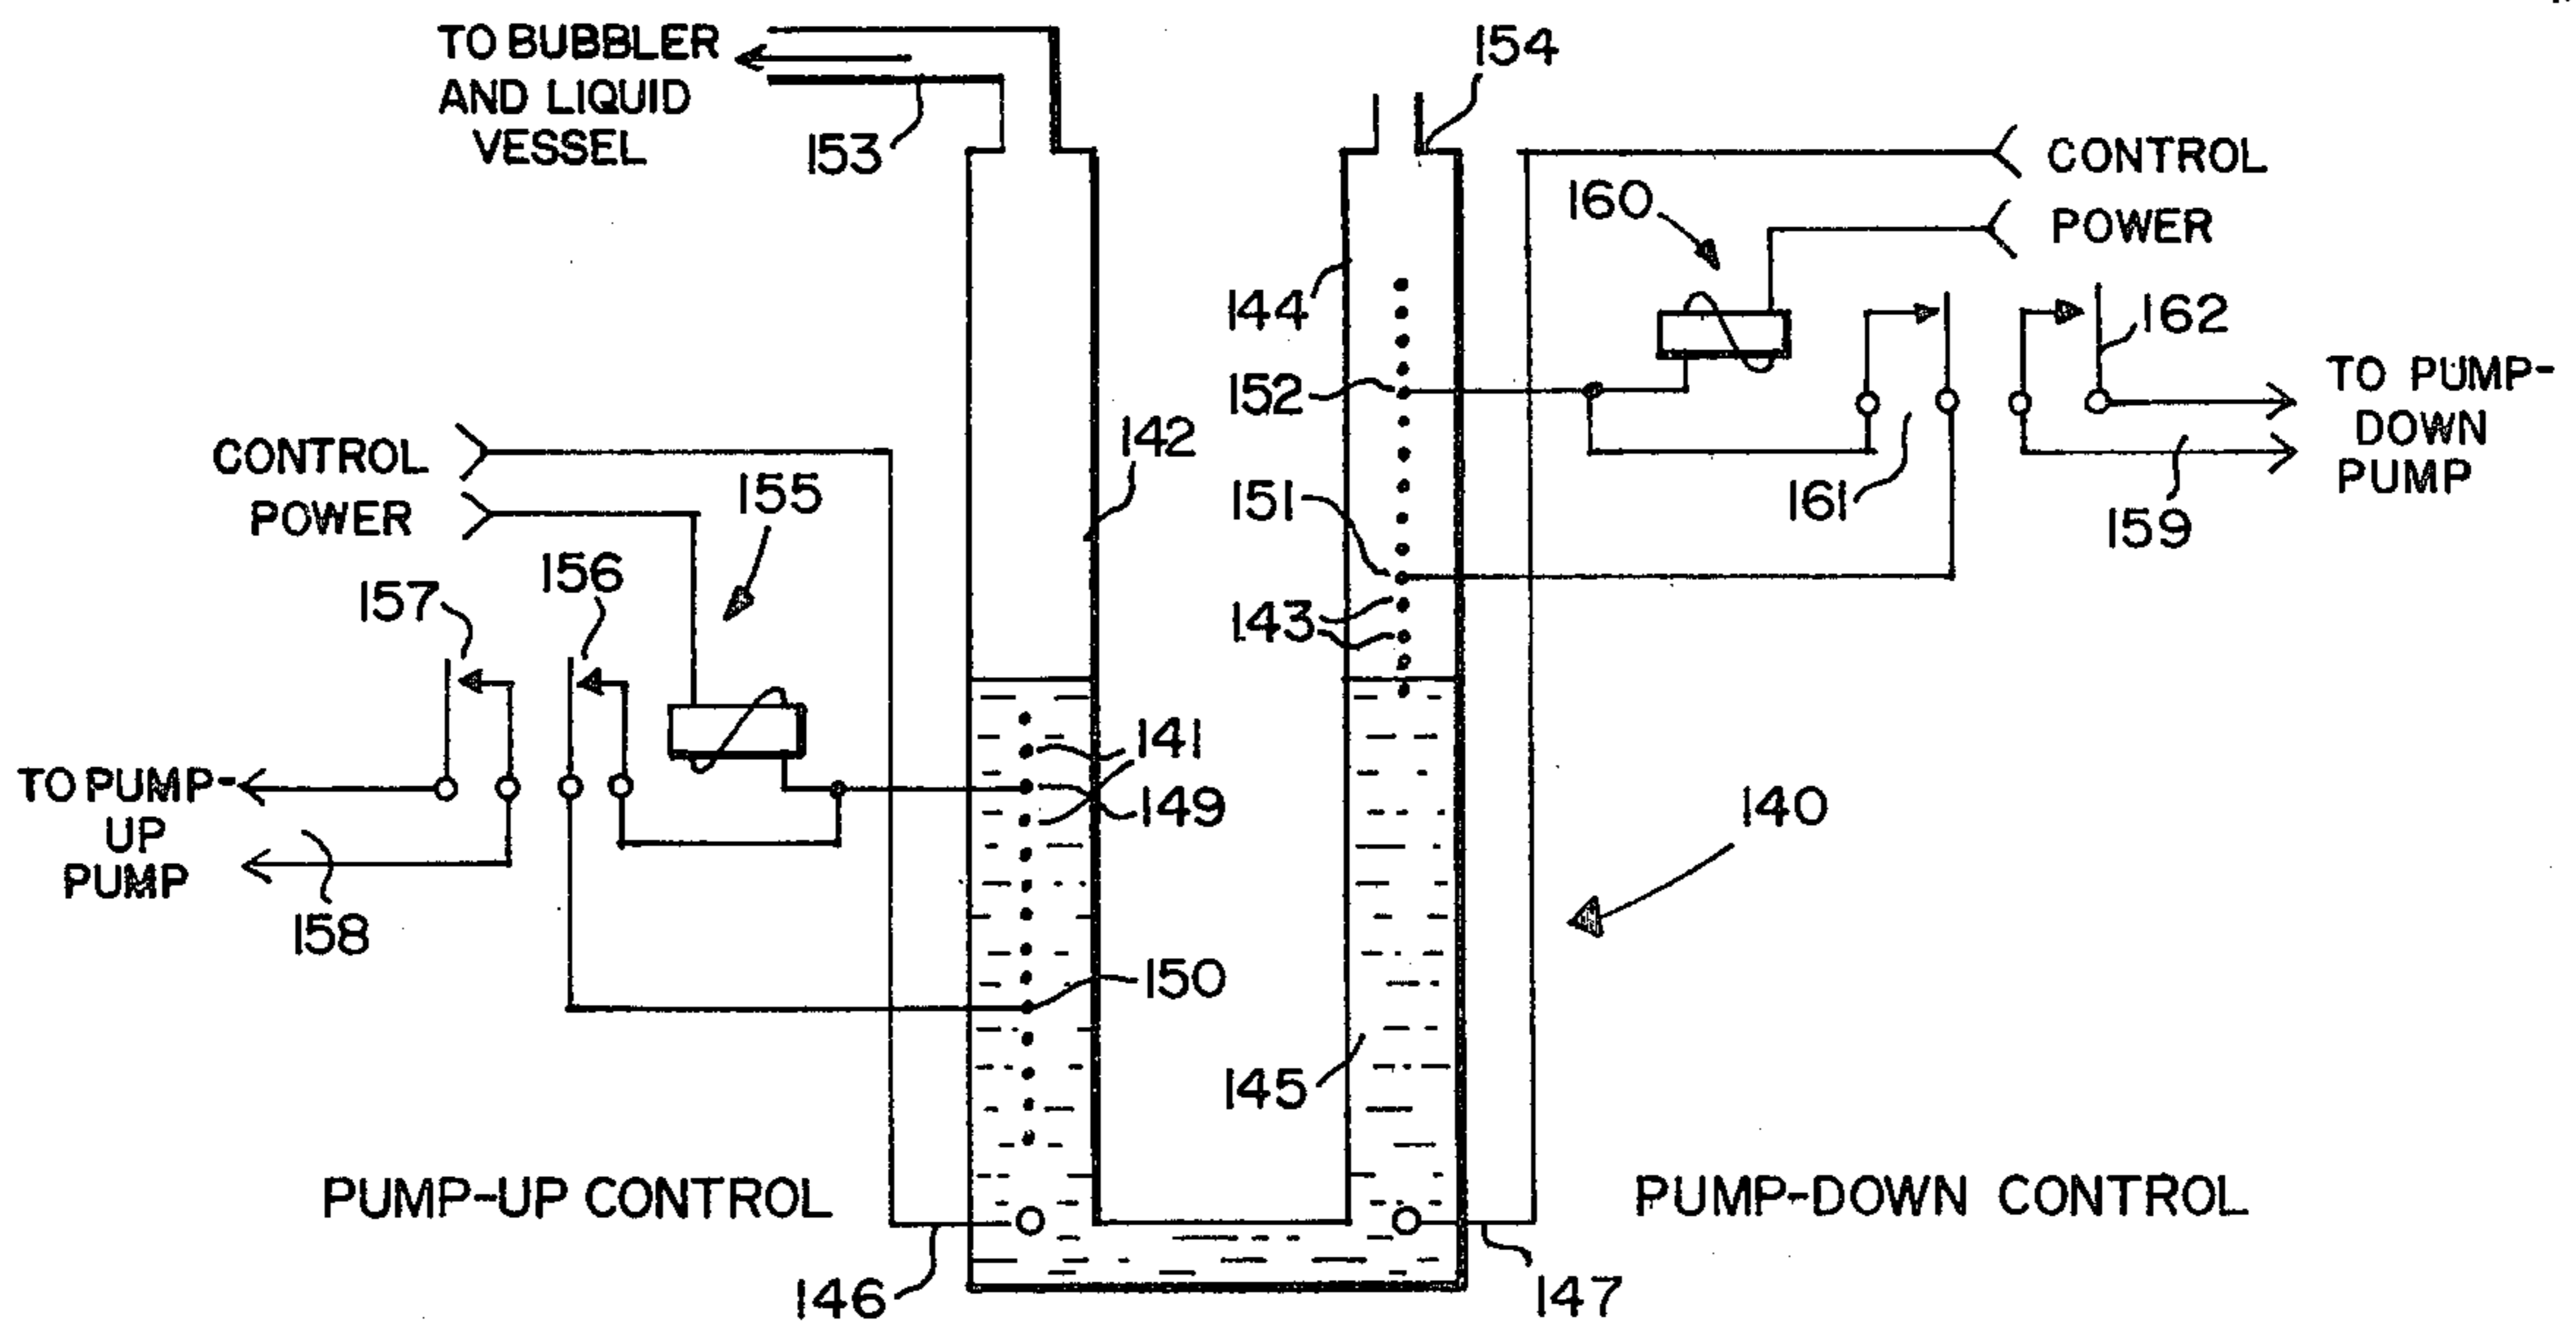 TO BUBBLER
AND LIQUID
VESSEL
153
154
CONTROL
POWER
160
144
162
152
TO PUMP-
DOWN
PUMP
142
CONTROL
POWER
155
151
161
159
156
157
143
141
149
TO PUMP-
UP
PUMP
140
158
150
145
PUMP-UP CONTROL
PUMP-DOWN CONTROL
146
147